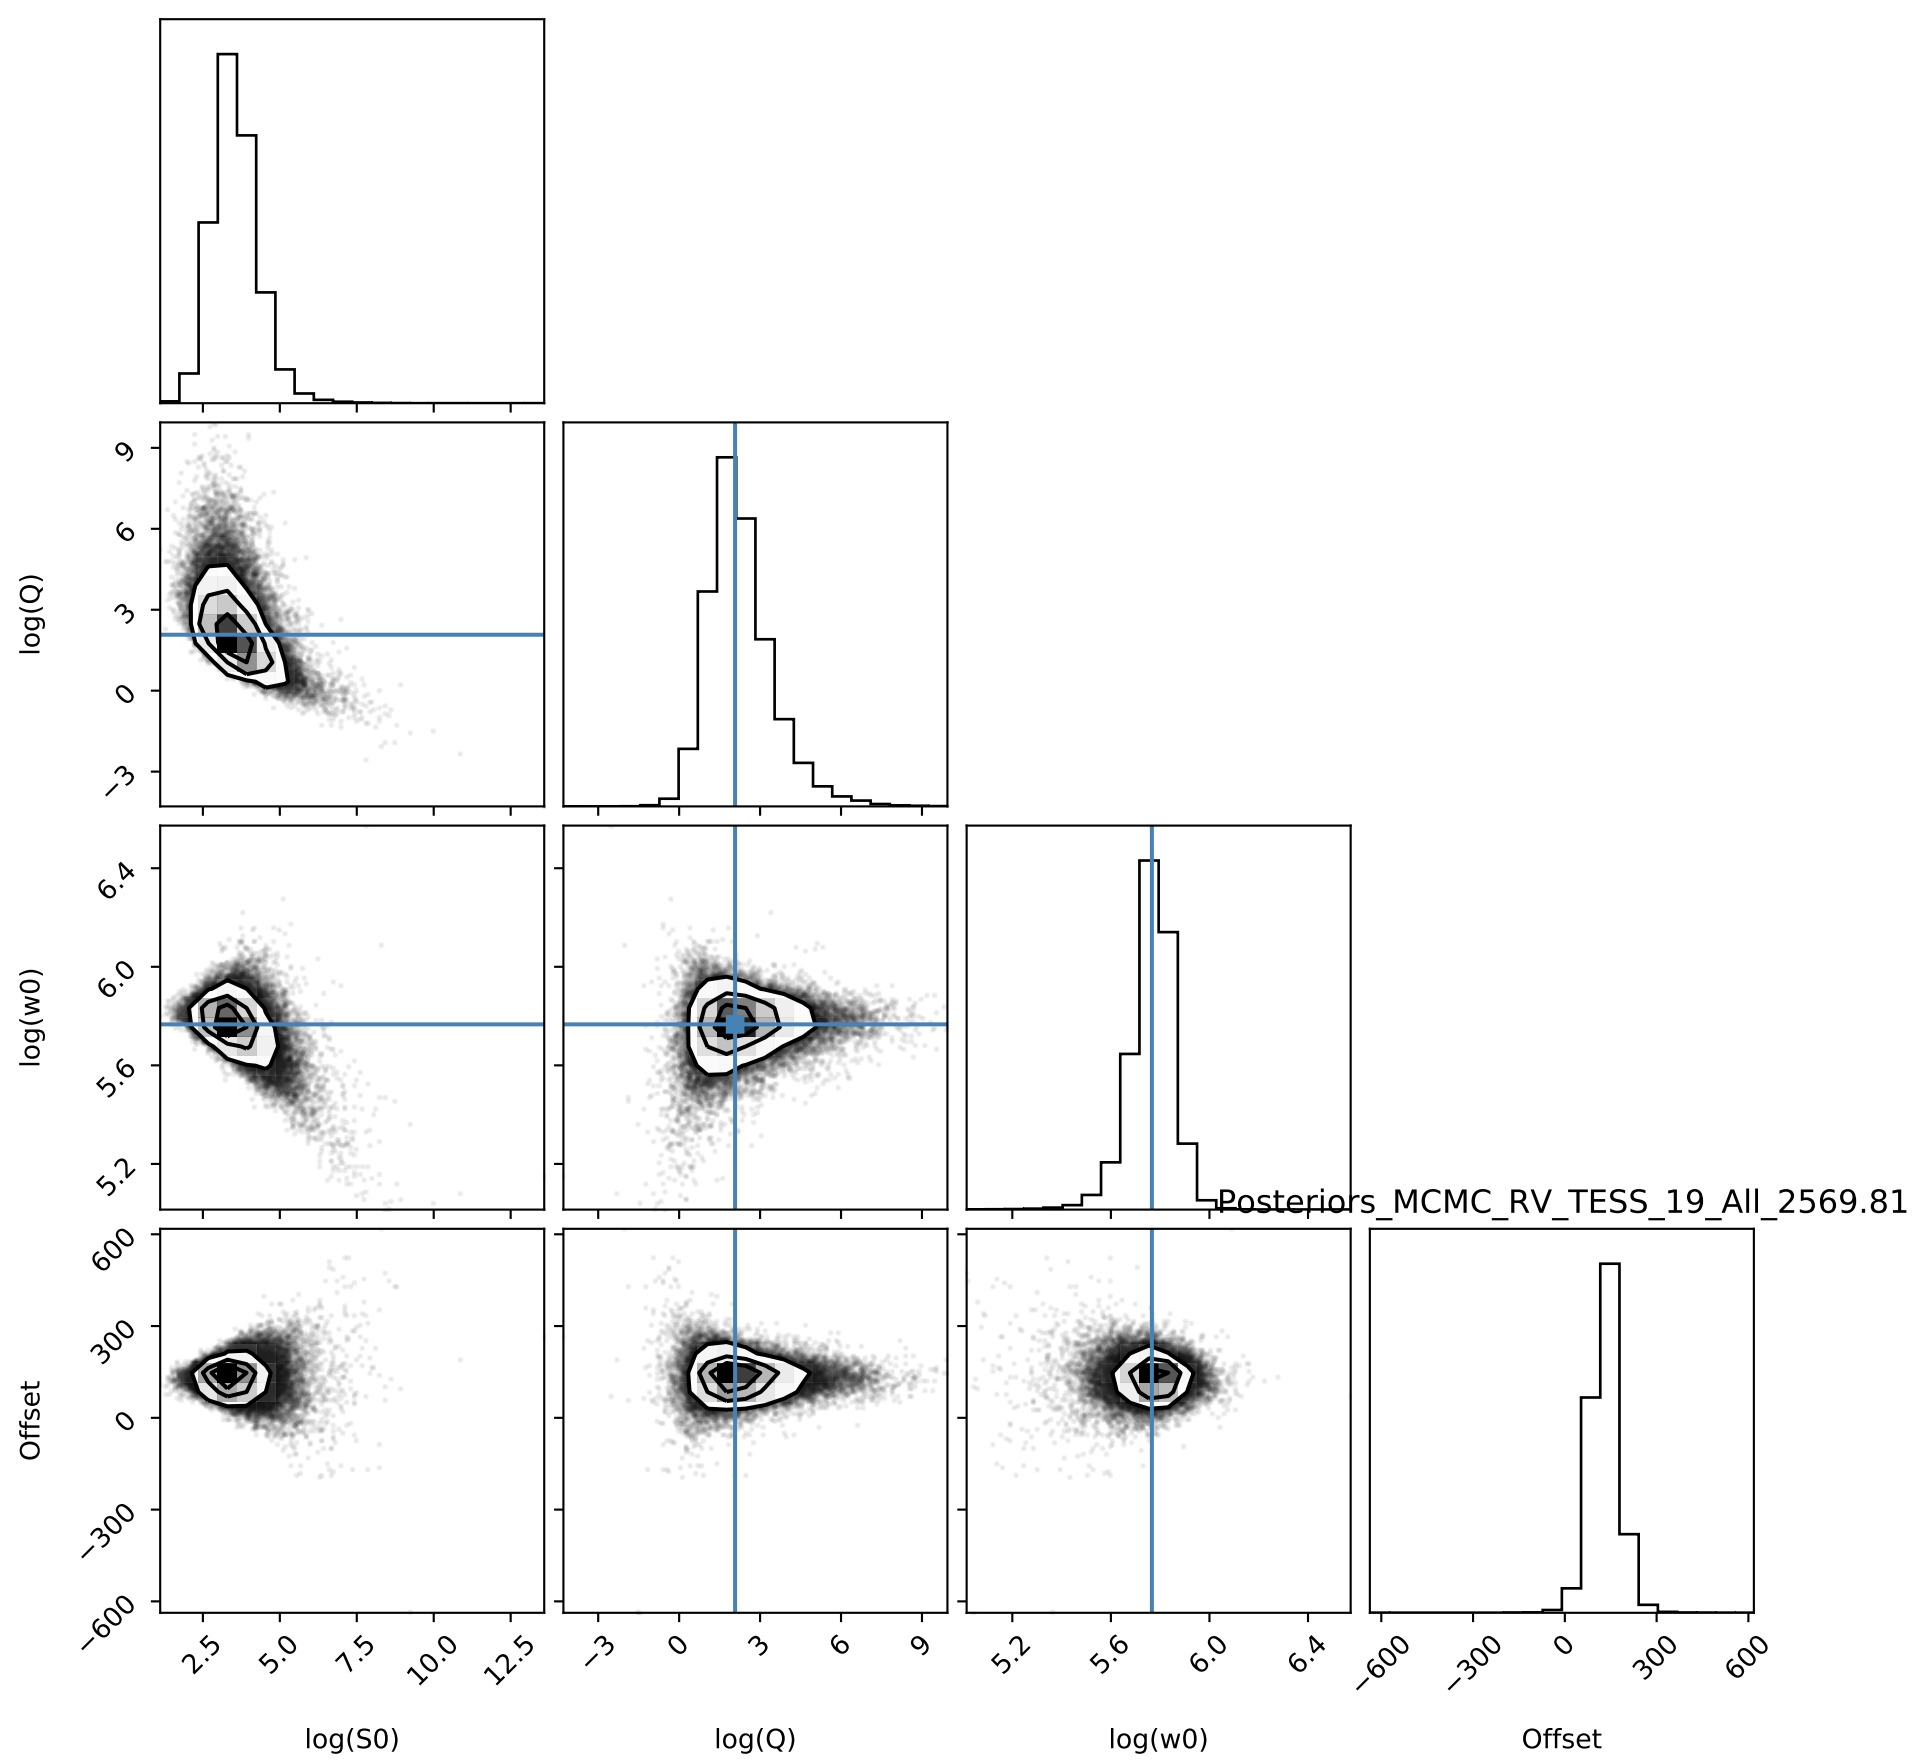 9
6
3
0
−3
log(Q)
6.4
6.0
5.6
5.2
log(w0)
Posteriors_MCMC_RV_TESS_19_All_2569.81
600
300
0
−300
−600
Offset
2.5 5.0 7.5 10.0 12.5
−3 0 3 6 9
5.2 5.6 6.0 6.4
−600 −300 0 300 600
log(S0) log(Q) log(w0) Offset